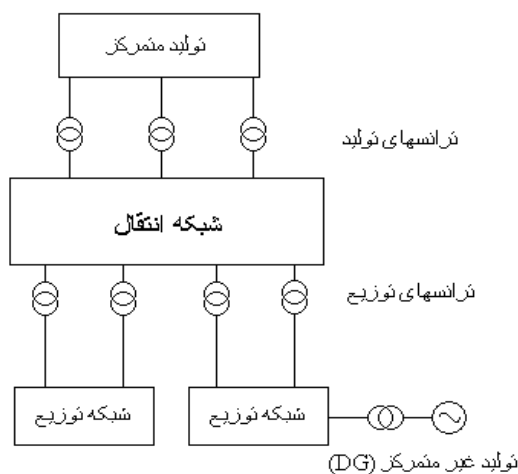 تولید متمرکز
ترانسهای تولید
شبکه انتقال
ترانسهای توزیع
شبکه توزیع
شبکه توزیع
تولید غیر متمرکز (DG)